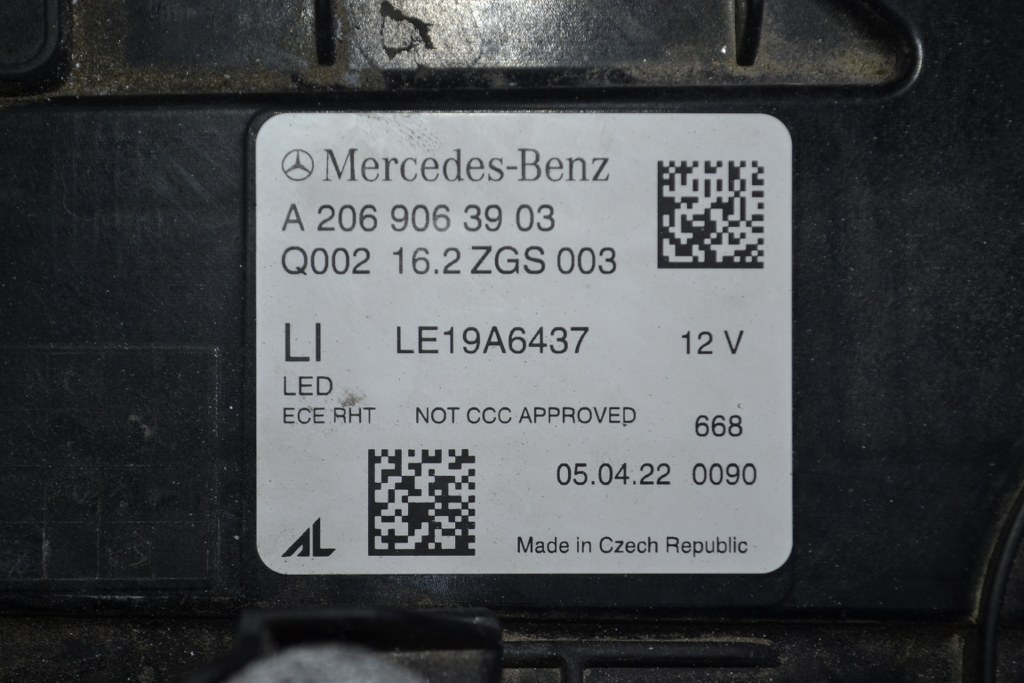 Mercedes-Benz
A 206 906 39 03
Q002 16.2 ZGS 003
LI LE19A6437 12 V
LED
ECE RHT NOT CCC APPROVED
668
05.04.22 0090
AL Made in Czech Republic